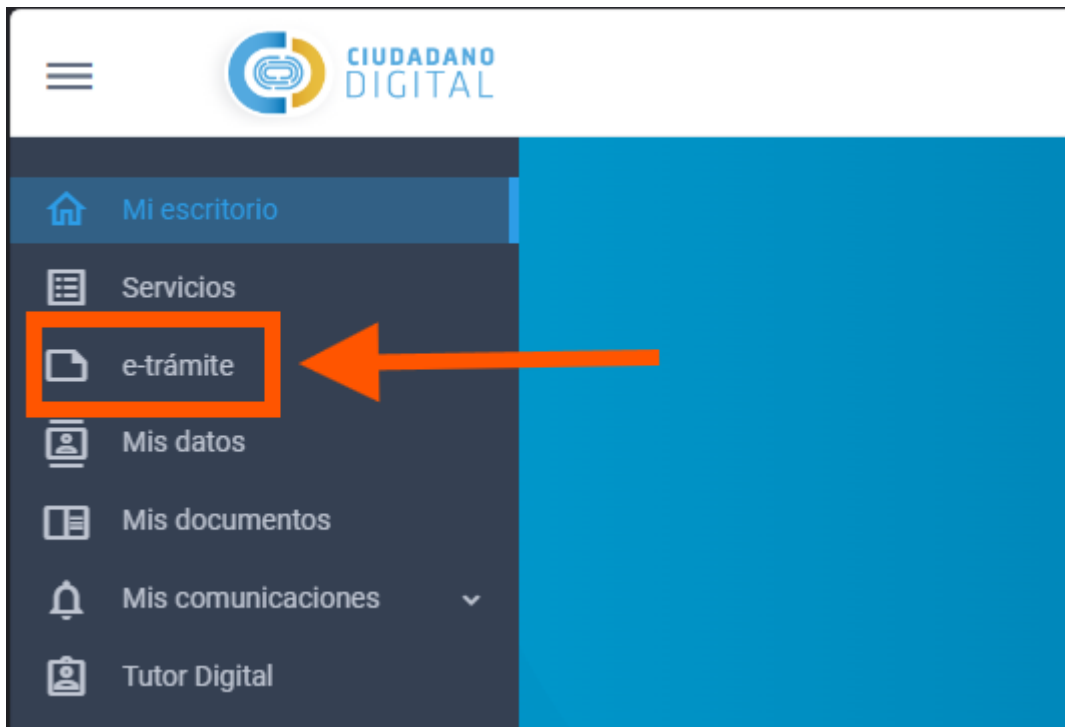 CIUDADANO
DIGITAL
Mi escritorio
Servicios
e-trámite
Mis datos
Mis documentos
Mis comunicaciones
Tutor Digital